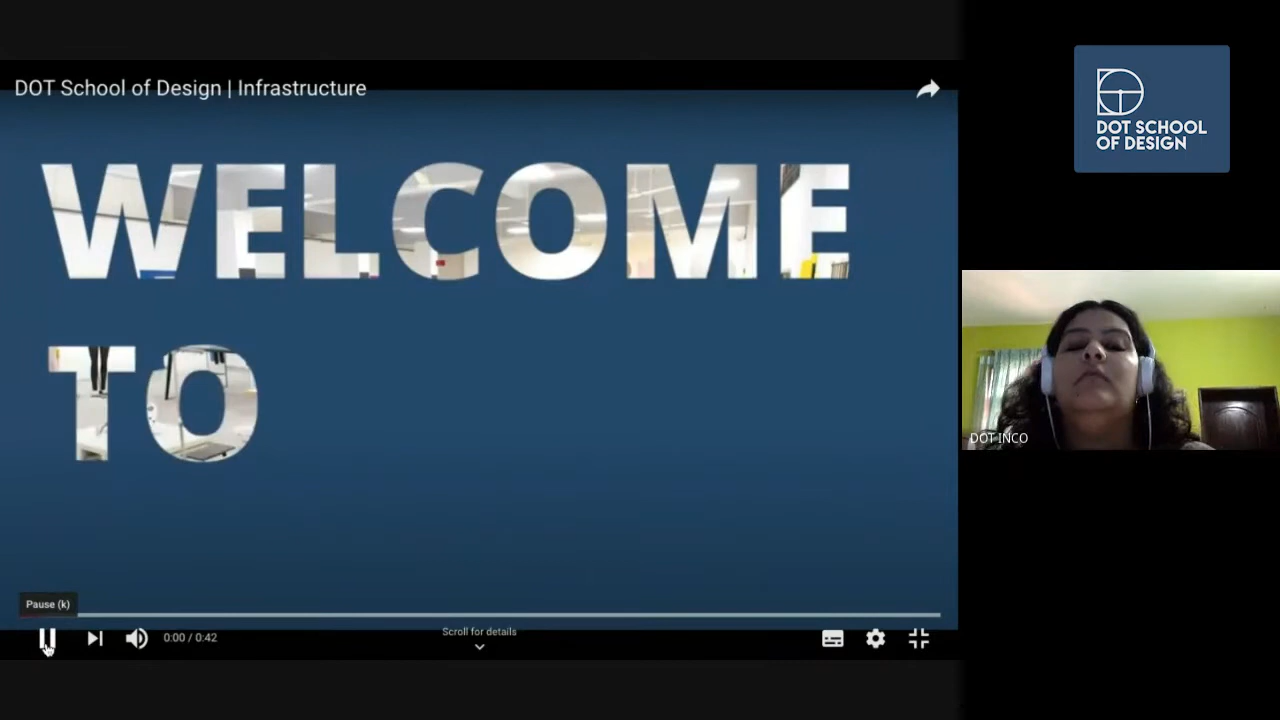 DOT School of Design | Infrastructure
WELCOME
TO
Pause (k)
0:00 / 0:42
Scroll for details
DOT SCHOOL
OF DESIGN
DOT INCO